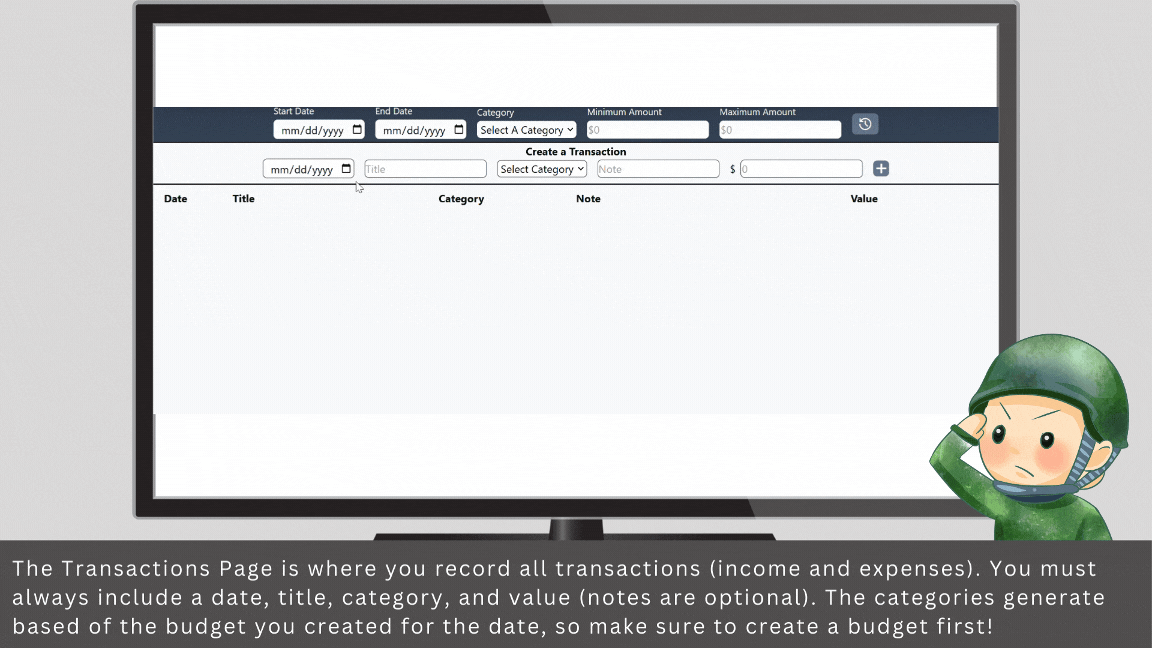 Start Date End Date Category Minimum Amount Maximum Amount
mm/dd/yyyy mm/dd/yyyy Select A Category $0 $0
Create a Transaction
mm/dd/yyyy Title Select Category Note $ 0
Date Title Category Note Value
The Transactions Page is where you record all transactions (income and expenses). You must
always include a date, title, category, and value (notes are optional). The categories generate
based of the budget you created for the date, so make sure to create a budget first!